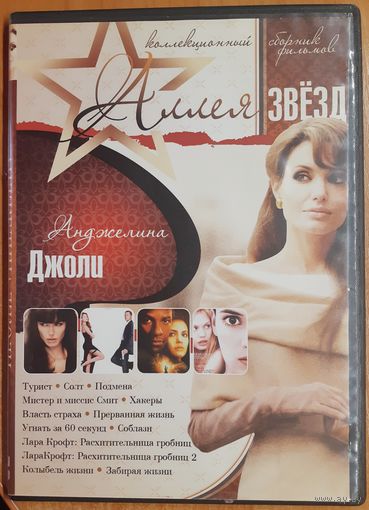 коллекционный сборник фильмов
Аллея ЗВЁЗД
Анджелина
Джоли
Турист • Солт • Подмена
Мистер и миссис Смит • Хакеры
Власть страха • Прерванная жизнь
Угнать за 60 секунд • Соблазн
Лара Крофт: Расхитительница гробниц
ЛараКрофт: Расхитительница гробниц 2
Колыбель жизни • Забирая жизни